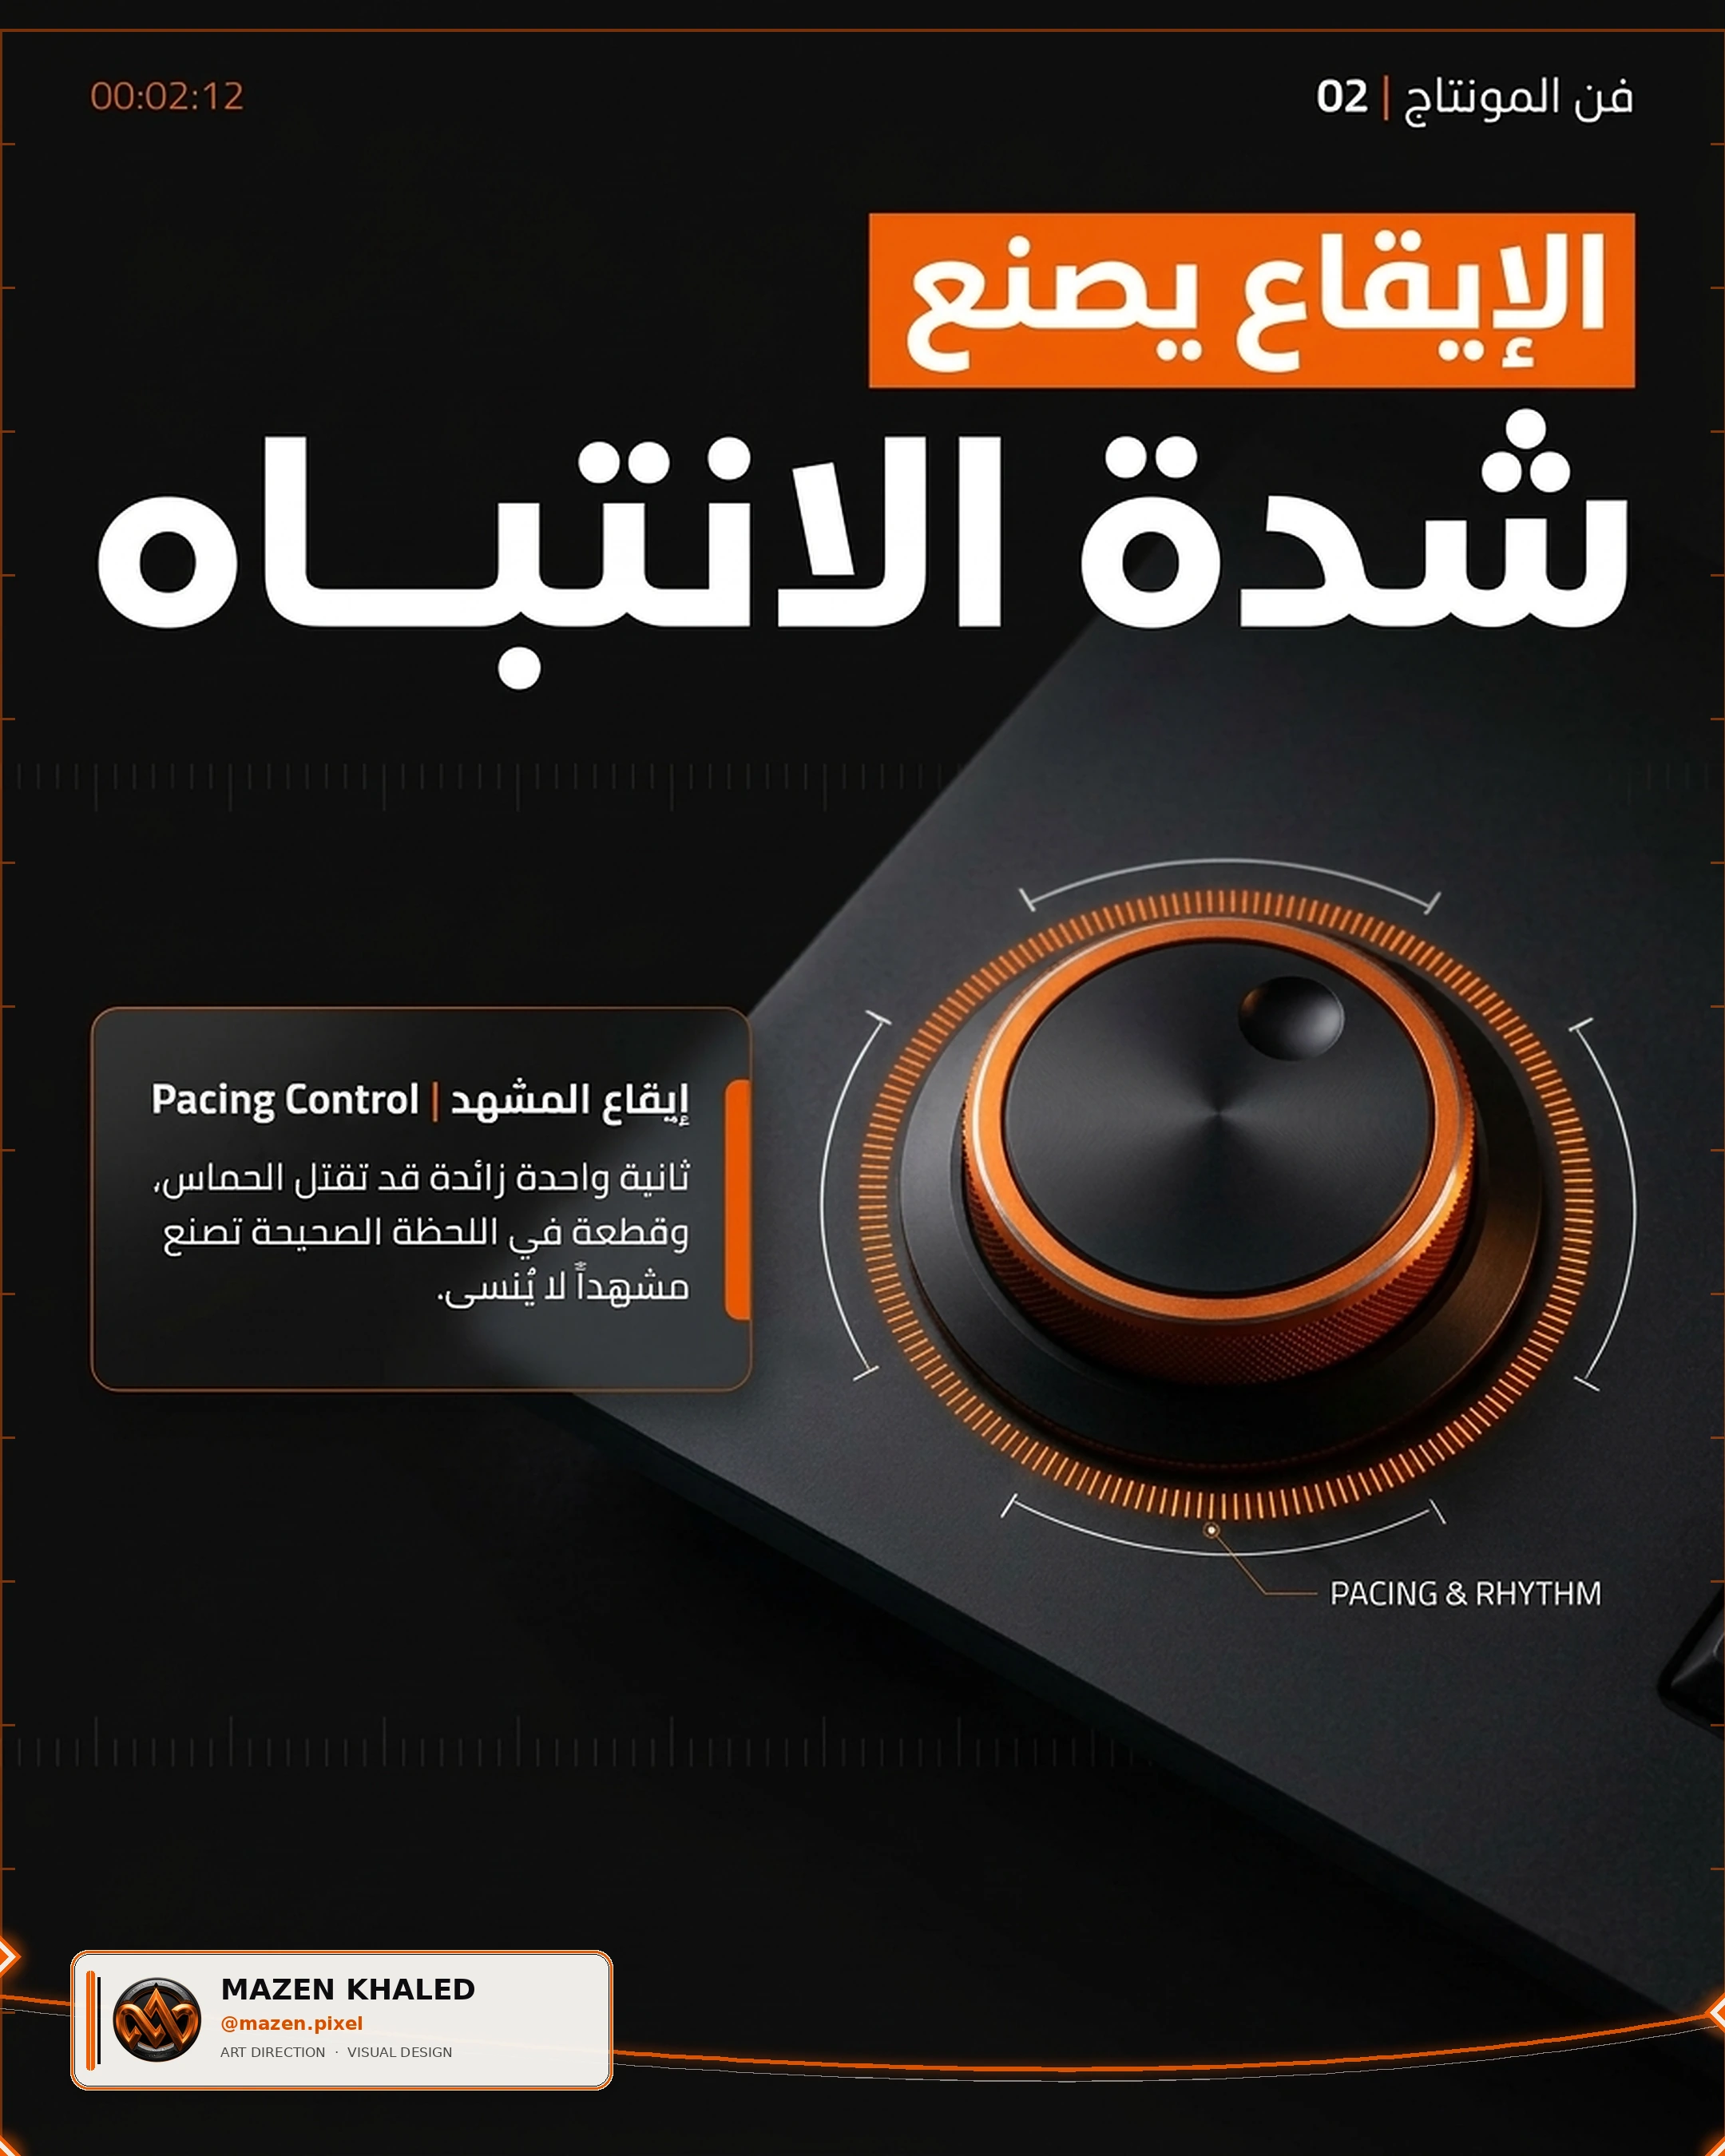 فن المونتاج | 02
00:02:12
الإيقاع يصنع
شدة الانتبـاه
إيقاع المشهد | Pacing Control
ثانية واحدة زائدة قد تقتل الحماس،
وقطعة في اللحظة الصحيحة تصنع
مشهداً لا يُنسى.
PACING & RHYTHM
MAZEN KHALED
@mazen.pixel
ART DIRECTION · VISUAL DESIGN